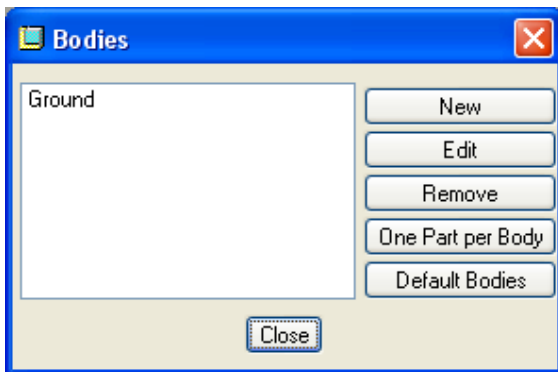 Bodies
Ground
New
Edit
Remove
One Part per Body
Default Bodies
Close